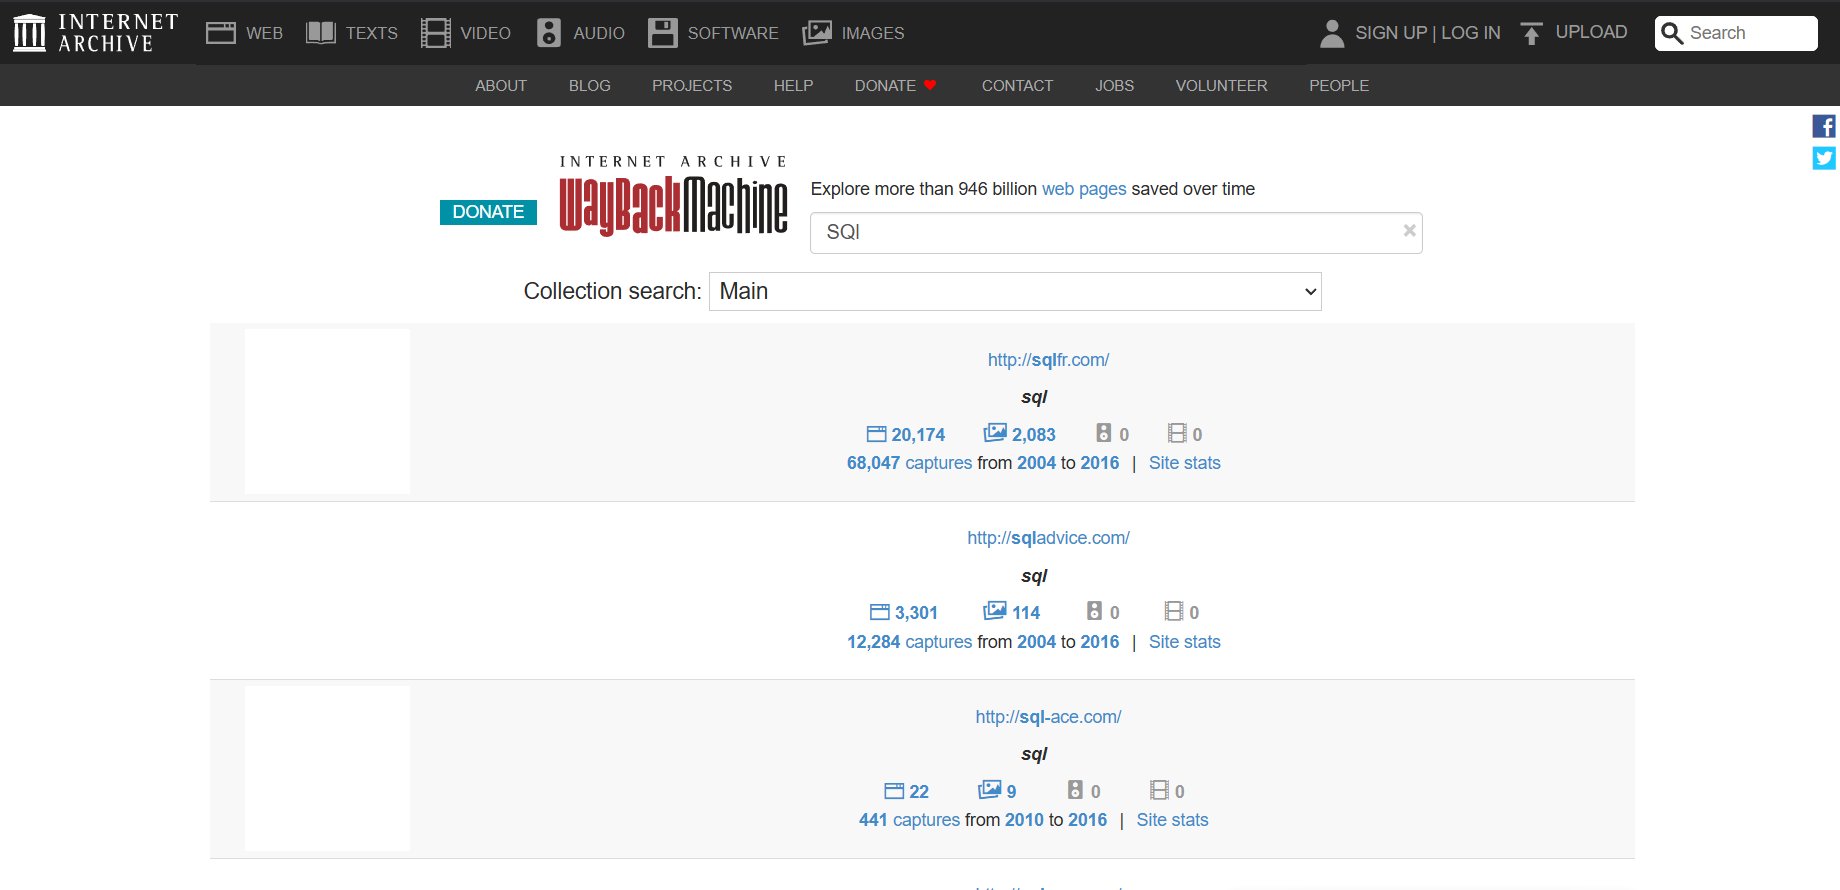 INTERNET ARCHIVE
WEB TEXTS VIDEO AUDIO SOFTWARE IMAGES SIGN UP | LOG IN UPLOAD Search
ABOUT BLOG PROJECTS HELP DONATE CONTACT JOBS VOLUNTEER PEOPLE
DONATE
INTERNET ARCHIVE
WayBackMachine
Explore more than 946 billion web pages saved over time
SQl
Collection search: Main
http://sqlfr.com/
sql
20,174 2,083 0 0
68,047 captures from 2004 to 2016 | Site stats
http://sqladvice.com/
sql
3,301 114 0 0
12,284 captures from 2004 to 2016 | Site stats
http://sql-ace.com/
sql
22 9 0 0
441 captures from 2010 to 2016 | Site stats